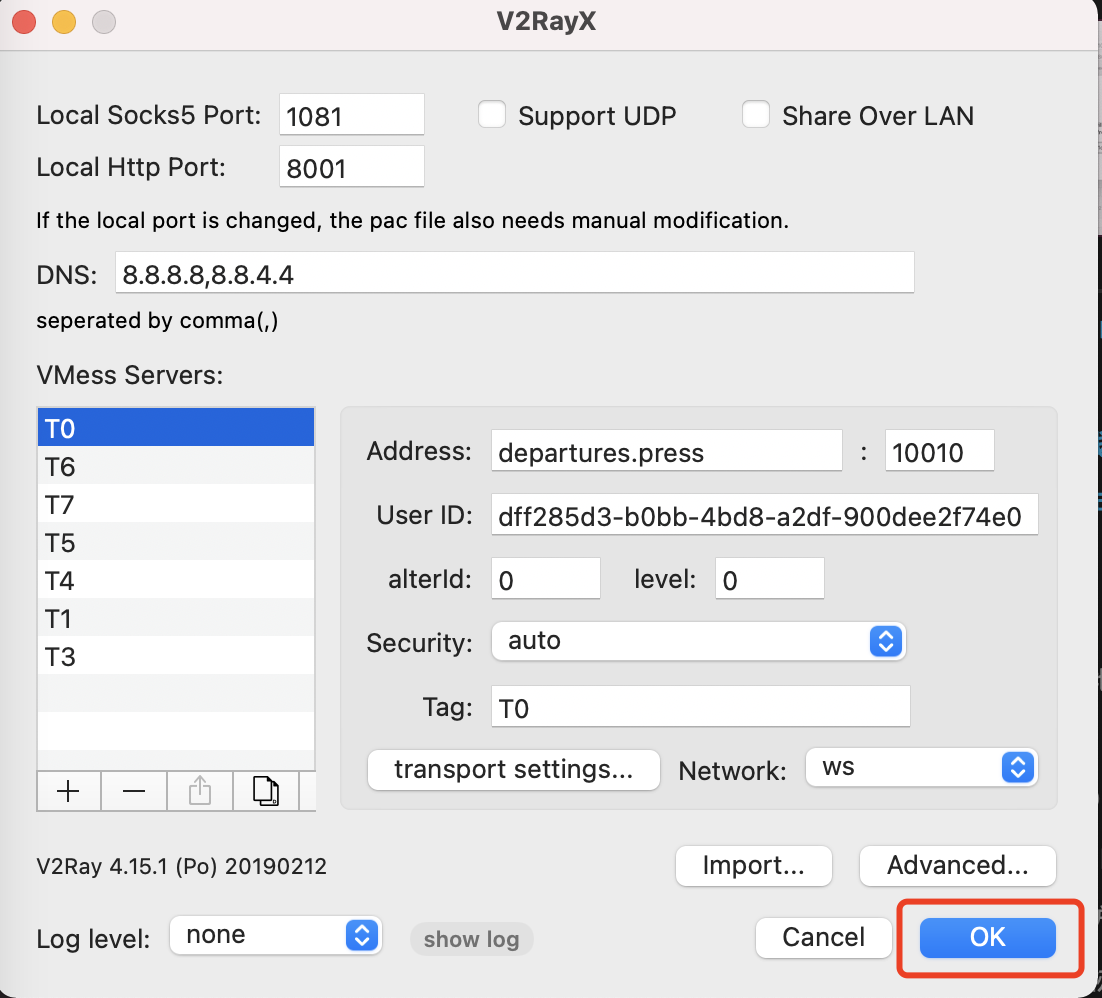 V2RayX
Local Socks5 Port: 1081 Support UDP Share Over LAN
Local Http Port: 8001
If the local port is changed, the pac file also needs manual modification.
DNS: 8.8.8.8,8.8.4.4
seperated by comma(,)
VMess Servers:
T0
T6
T7
T5
T4
T1
T3
Address: departures.press : 10010
User ID: dff285d3-b0bb-4bd8-a2df-900dee2f74e0
alterId: 0 level: 0
Security: auto
Tag: T0
transport settings... Network: ws
V2Ray 4.15.1 (Po) 20190212 Import... Advanced...
Log level: none show log Cancel OK